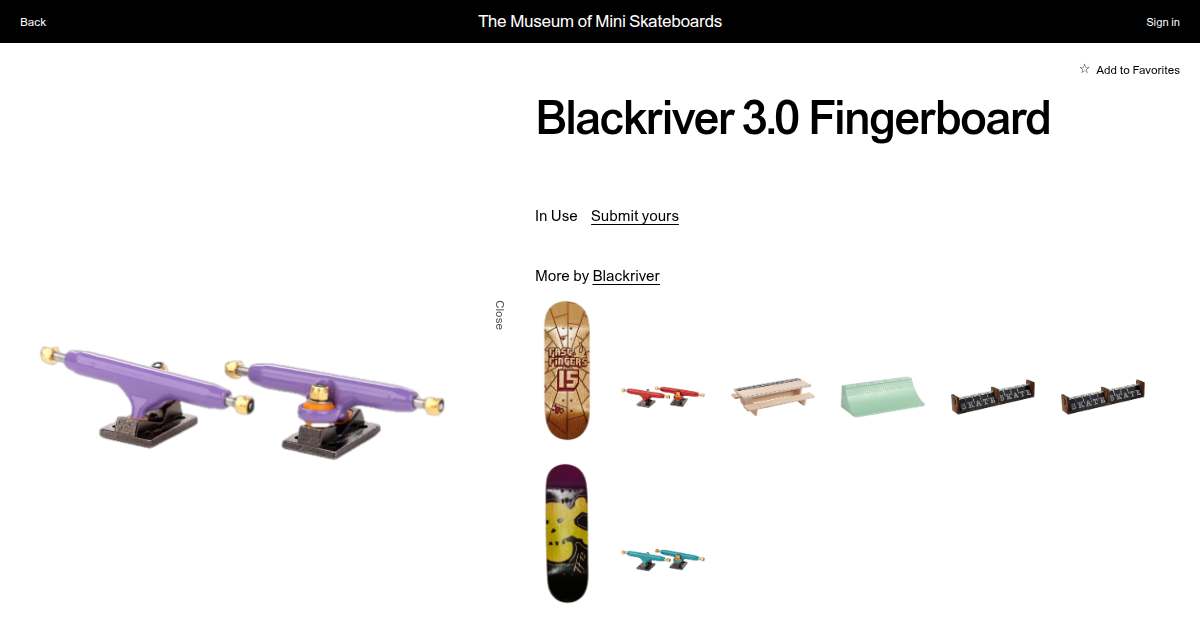 Back
The Museum of Mini Skateboards
Sign in
☆ Add to Favorites
Blackriver 3.0 Fingerboard
In Use Submit yours
More by Blackriver
Close
FAST
FINGERS
15
SKATE SKATE
SKATE SKATE